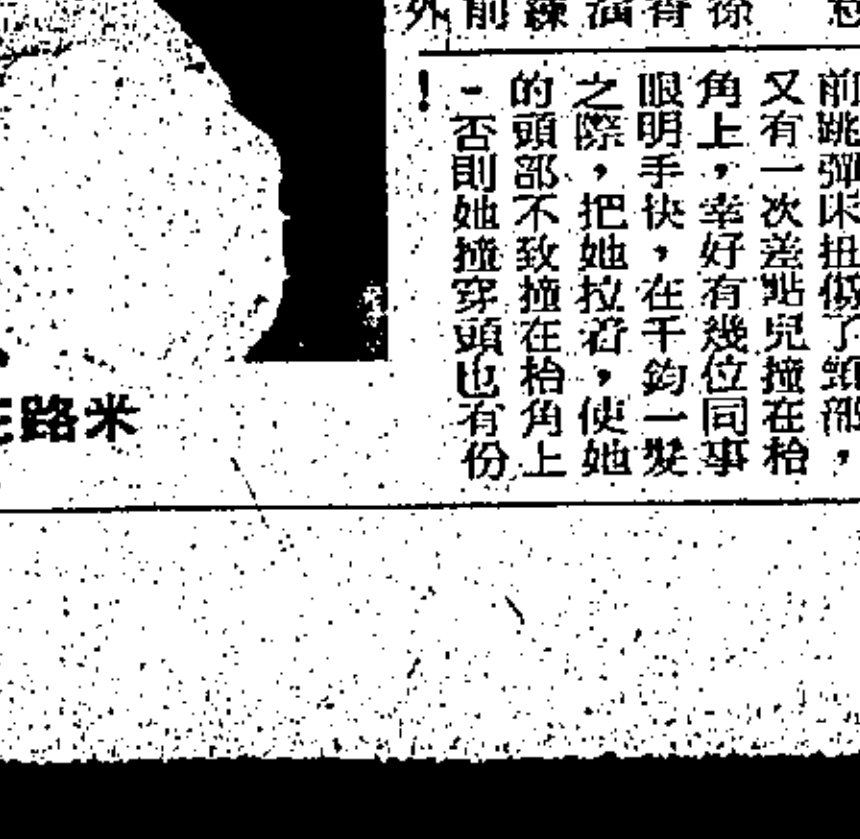 前跳彈床扭傷了頸部，
又有一次差點兒撞在枱
角上，幸好有幾位同事
眼明手快，在千鈞一髮
之際，把她拉着，使她
的頭部不致撞在枱角上
，否則她撞穿頭也有份
！
米路